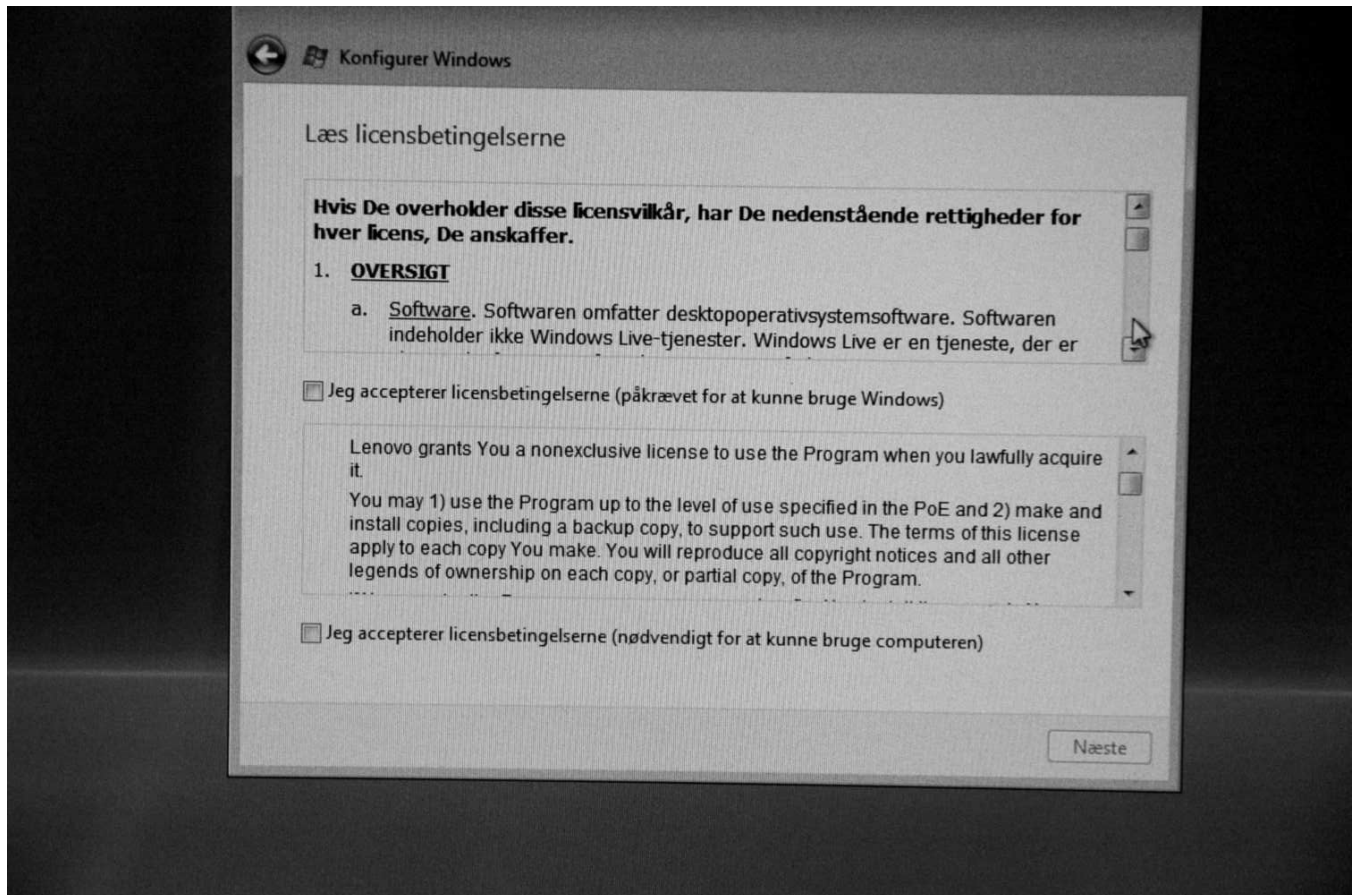 Konfigurer Windows
Læs licensbetingelserne
Hvis De overholder disse licensvilkår, har De nedenstående rettigheder for
hver licens, De anskaffer.
1. OVERSIGT
a. Software. Softwaren omfatter desktopoperativsystemsoftware. Softwaren
indeholder ikke Windows Live-tjenester. Windows Live er en tjeneste, der er
Jeg accepterer licensbetingelserne (påkrævet for at kunne bruge Windows)
Lenovo grants You a nonexclusive license to use the Program when you lawfully acquire
it.
You may 1) use the Program up to the level of use specified in the PoE and 2) make and
install copies, including a backup copy, to support such use. The terms of this license
apply to each copy You make. You will reproduce all copyright notices and all other
legends of ownership on each copy, or partial copy, of the Program.
Jeg accepterer licensbetingelserne (nødvendigt for at kunne bruge computeren)
Næste